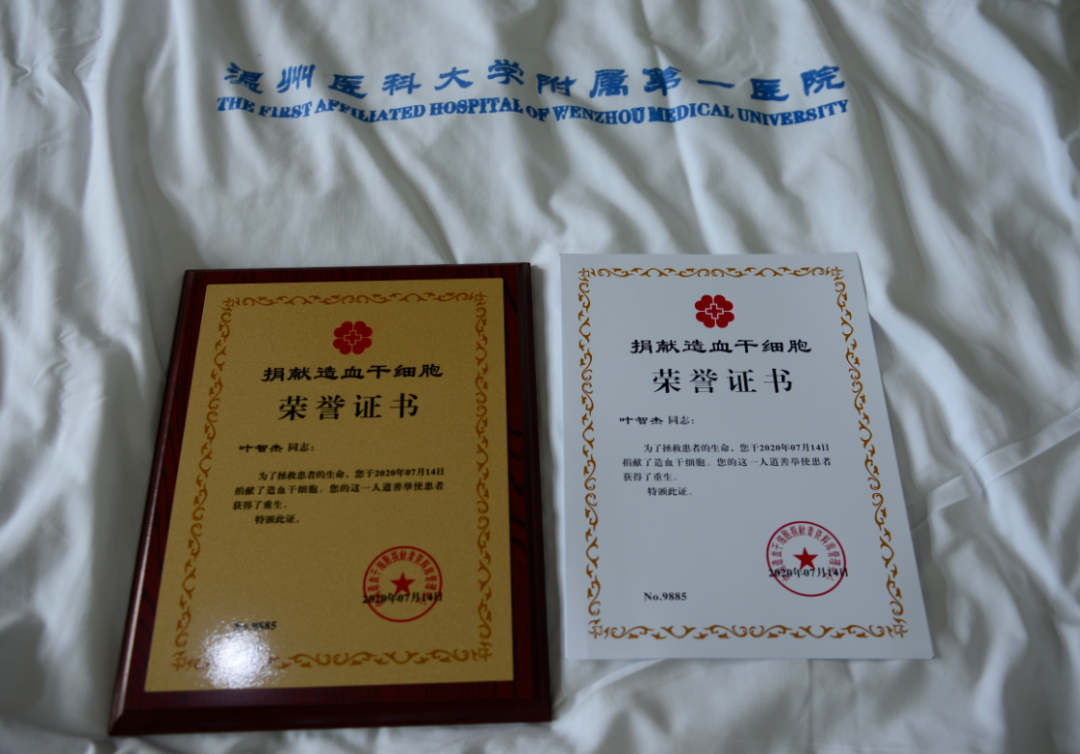 温州医科大学附属第一医院
THE FIRST AFFILIATED HOSPITAL OF WENZHOU MEDICAL UNIVERSITY
捐献造血干细胞
荣誉证书
叶智杰 同志：
为了拯救患者的生命，您于2020年07月14日
捐献了造血干细胞。您的这一人道善举使患者
获得了重生。
特颁此证。
2020年07月14日
捐献造血干细胞
荣誉证书
叶智杰 同志：
为了拯救患者的生命，您于2020年07月14日
捐献了造血干细胞。您的这一人道善举使患者
获得了重生。
特颁此证。
2020年07月14日
No.9885